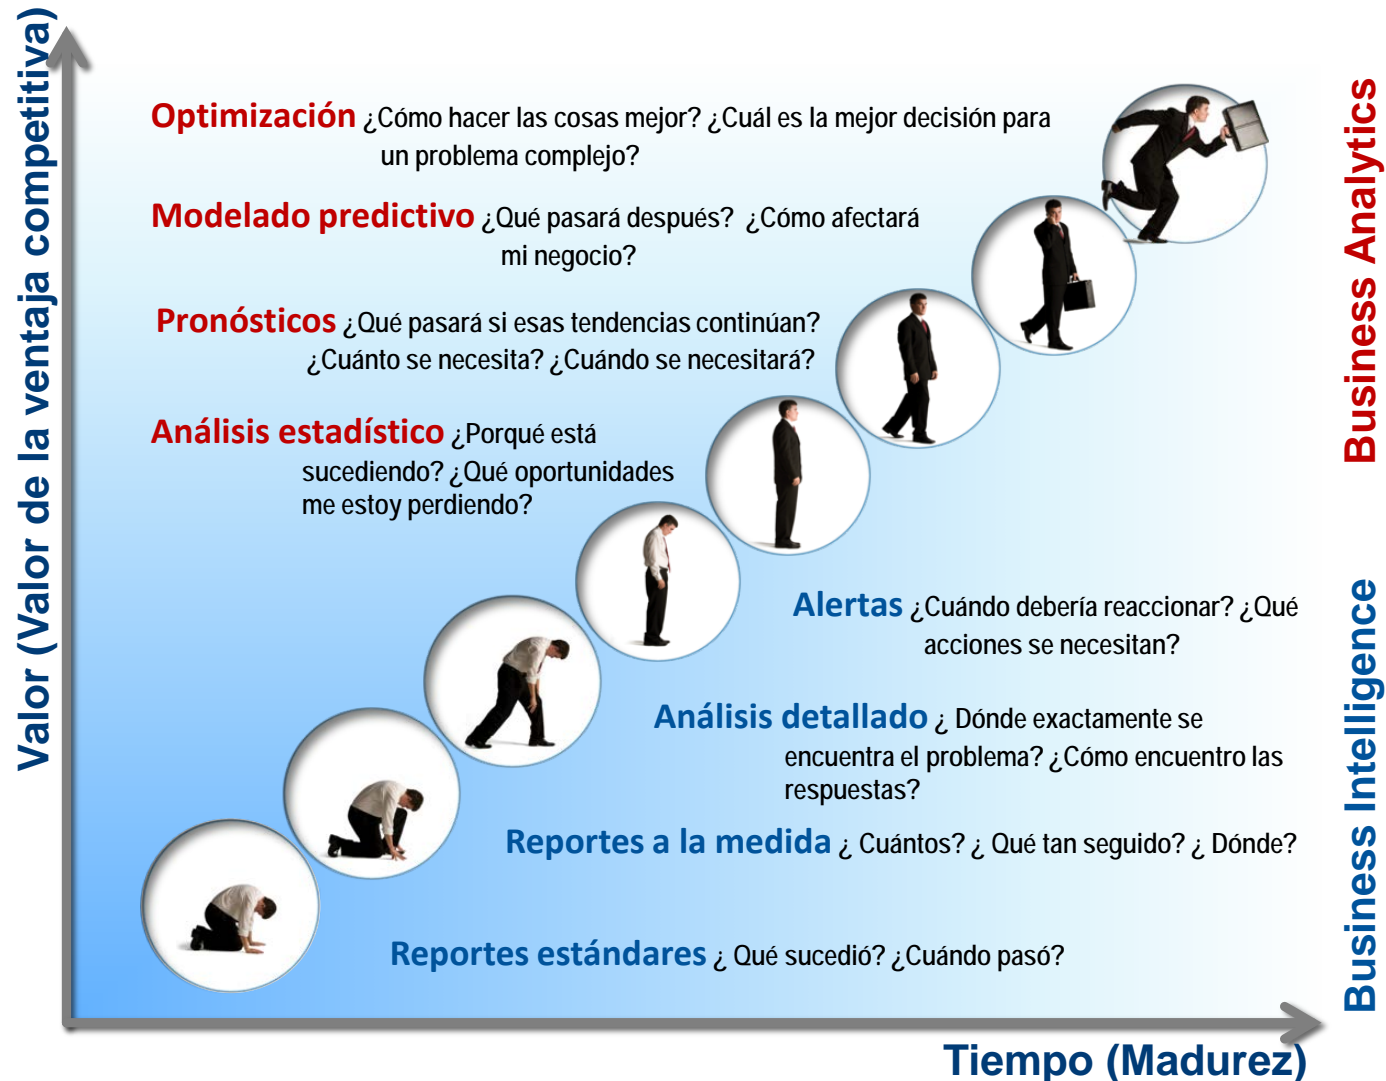 Valor (Valor de la ventaja competitiva)
Optimización ¿Cómo hacer las cosas mejor? ¿Cuál es la mejor decisión para
un problema complejo?
Modelado predictivo ¿Qué pasará después? ¿Cómo afectará
mi negocio?
Pronósticos ¿Qué pasará si esas tendencias continúan?
¿Cuánto se necesita? ¿Cuándo se necesitará?
Análisis estadístico ¿Porqué está
sucediendo? ¿Qué oportunidades
me estoy perdiendo?
Business Analytics
Alertas ¿Cuándo debería reaccionar? ¿Qué
acciones se necesitan?
Análisis detallado ¿ Dónde exactamente se
encuentra el problema? ¿Cómo encuentro las
respuestas?
Reportes a la medida ¿ Cuántos? ¿ Qué tan seguido? ¿ Dónde?
Reportes estándares ¿ Qué sucedió? ¿Cuándo pasó?
Business Intelligence
Tiempo (Madurez)